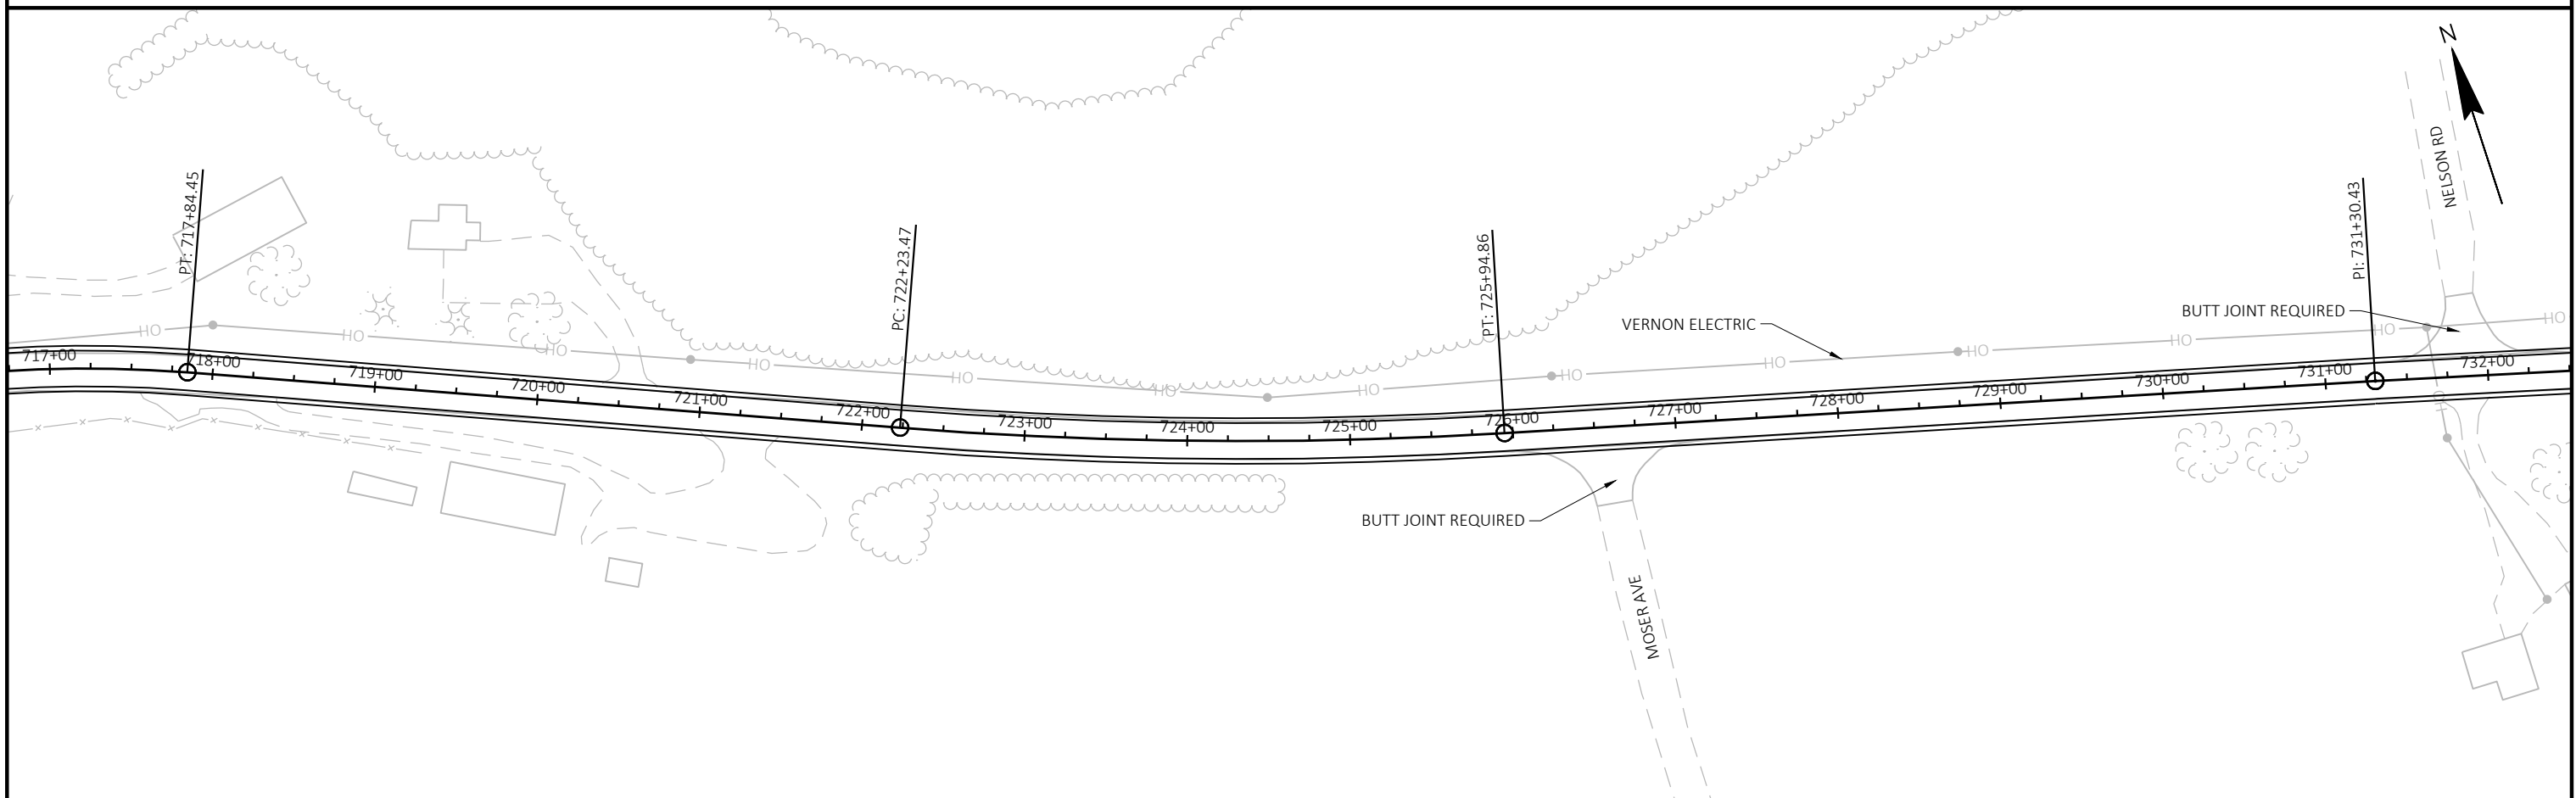 N
NELSON RD
PT: 717+84.45
PC: 722+23.47
PT: 725+94.86
PI: 731+30.43
BUTT JOINT REQUIRED
VERNON ELECTRIC
HO
HO
HO
HO
HO
HO
HO
HO
HO
HO
HO
HO
HO
HO
717+00
718+00
719+00
720+00
721+00
722+00
723+00
724+00
725+00
726+00
727+00
728+00
729+00
730+00
731+00
732+00
BUTT JOINT REQUIRED
MOSER AVE